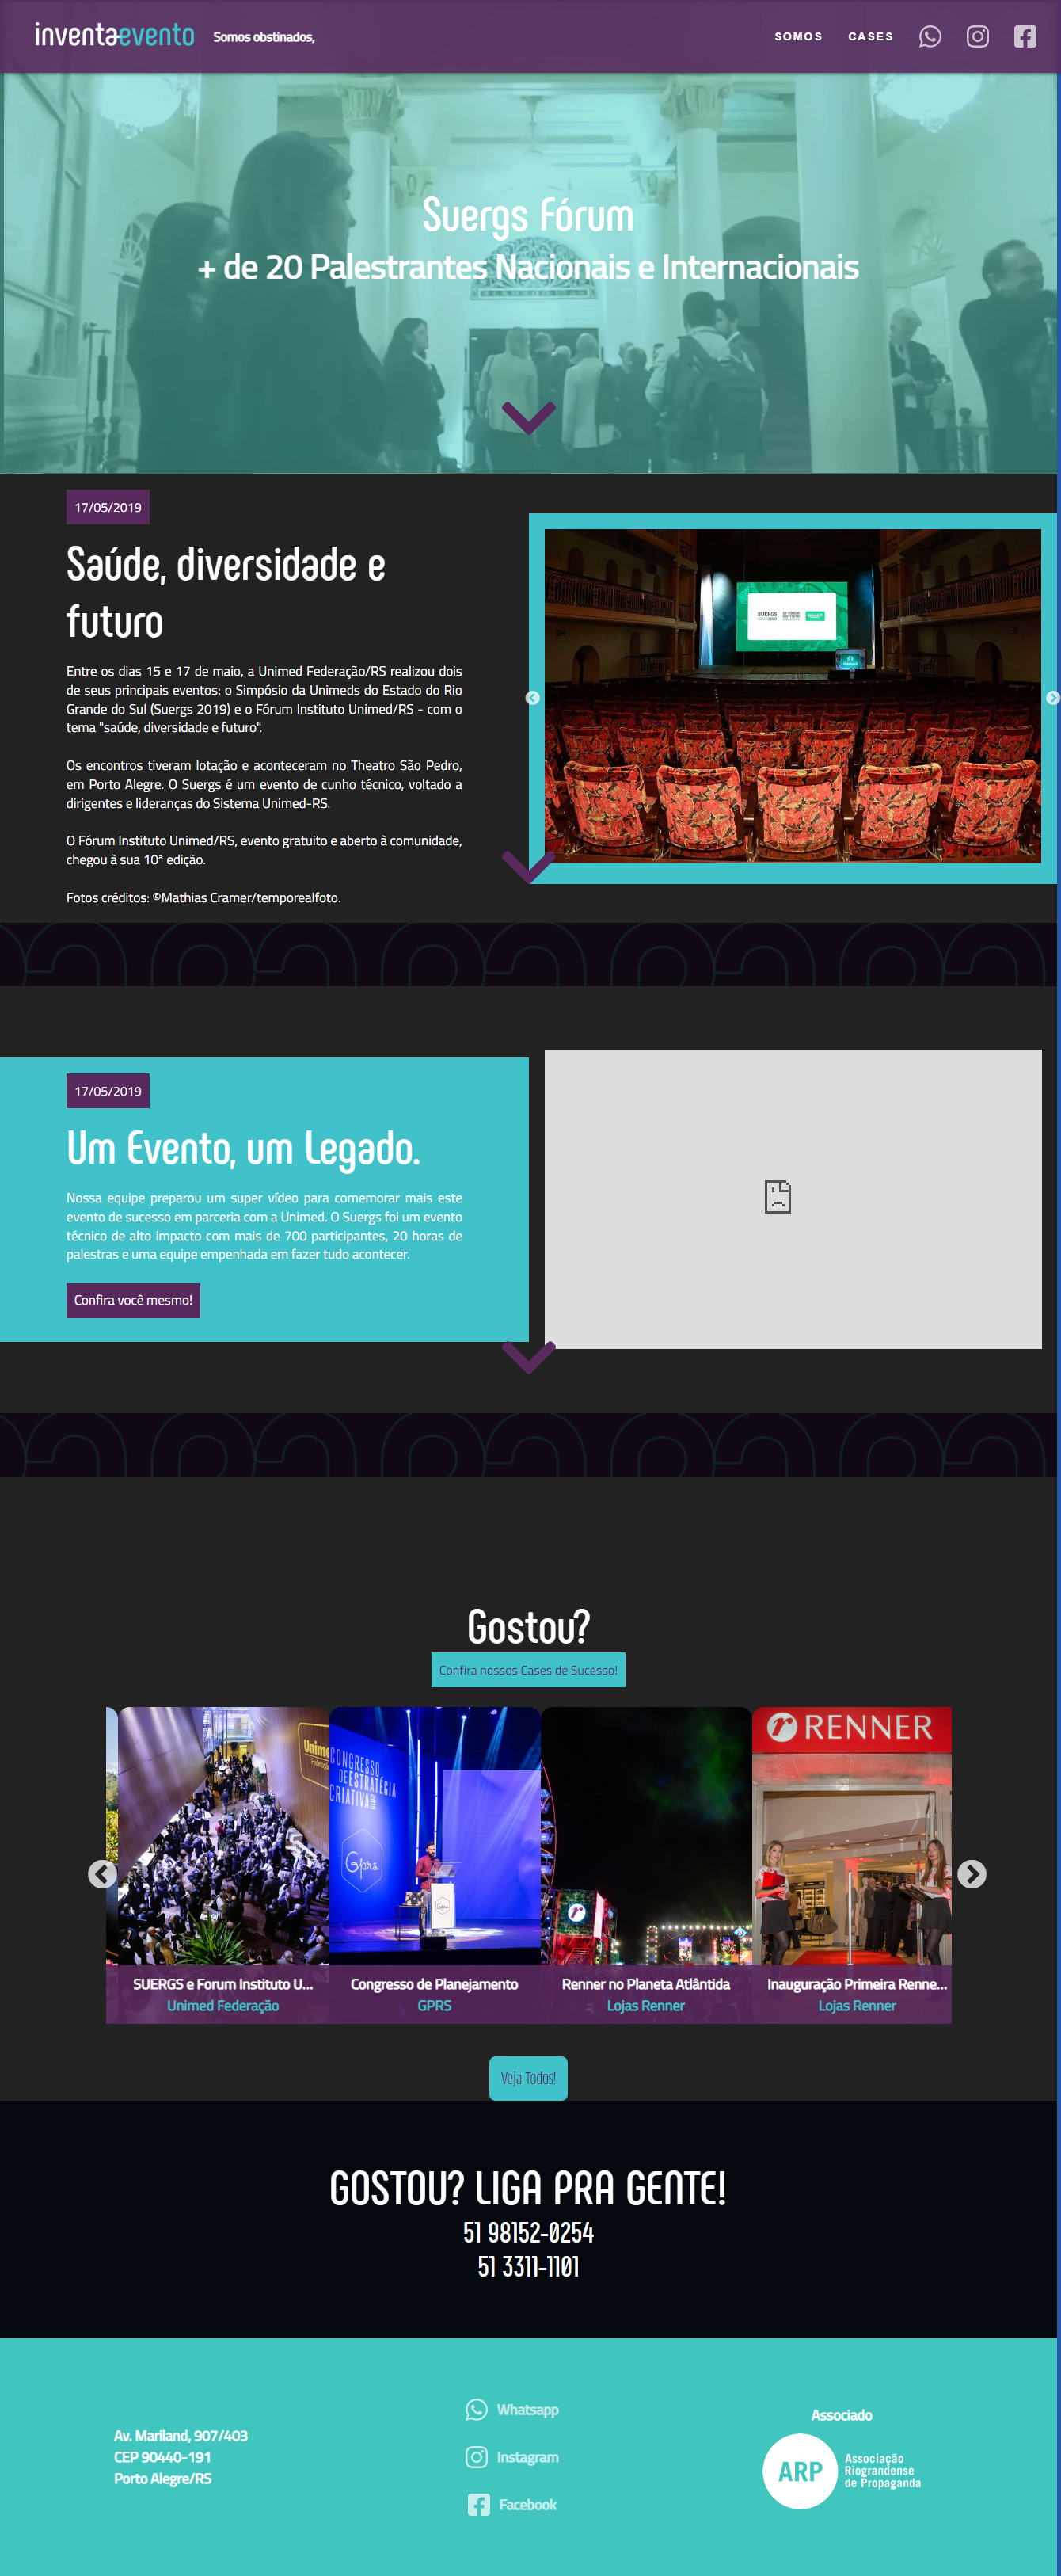 inventaevento
Somos obstinados,
SOMOS
CASES
Suergs Fórum
+ de 20 Palestrantes Nacionais e Internacionais
17/05/2019
Saúde, diversidade e
futuro
Entre os dias 15 e 17 de maio, a Unimed Federação/RS realizou dois
de seus principais eventos: o Simpósio da Unimeds do Estado do Rio
Grande do Sul (Suergs 2019) e o Fórum Instituto Unimed/RS - com o
tema "saúde, diversidade e futuro".
Os encontros tiveram lotação e aconteceram no Theatro São Pedro,
em Porto Alegre. O Suergs é um evento de cunho técnico, voltado a
dirigentes e lideranças do Sistema Unimed-RS.
O Fórum Instituto Unimed/RS, evento gratuito e aberto à comunidade,
chegou à sua 10ª edição.
Fotos créditos: ©Mathias Cramer/temporealfoto.
SUERGS
17/05/2019
Um Evento, um Legado.
Nossa equipe preparou um super vídeo para comemorar mais este
evento de sucesso em parceria com a Unimed. O Suergs foi um evento
técnico de alto impacto com mais de 700 participantes, 20 horas de
palestras e uma equipe empenhada em fazer tudo acontecer.
Confira você mesmo!
Gostou?
Confira nossos Cases de Sucesso!
Unime
CONGRESSO
DE ESTRATÉGIA
CRIATIVA
Gprs
r RENNER
SUERGS e Forum Instituto U...
Unimed Federação
Congresso de Planejamento
GPRS
Renner no Planeta Atlântida
Lojas Renner
Inauguração Primeira Renne...
Lojas Renner
Veja Todos!
GOSTOU? LIGA PRA GENTE!
51 98152-0254
51 3311-1101
Av. Mariland, 907/403
CEP 90440-191
Porto Alegre/RS
Whatsapp
Instagram
Facebook
Associado
ARP
Associação
Riograndense
de Propaganda